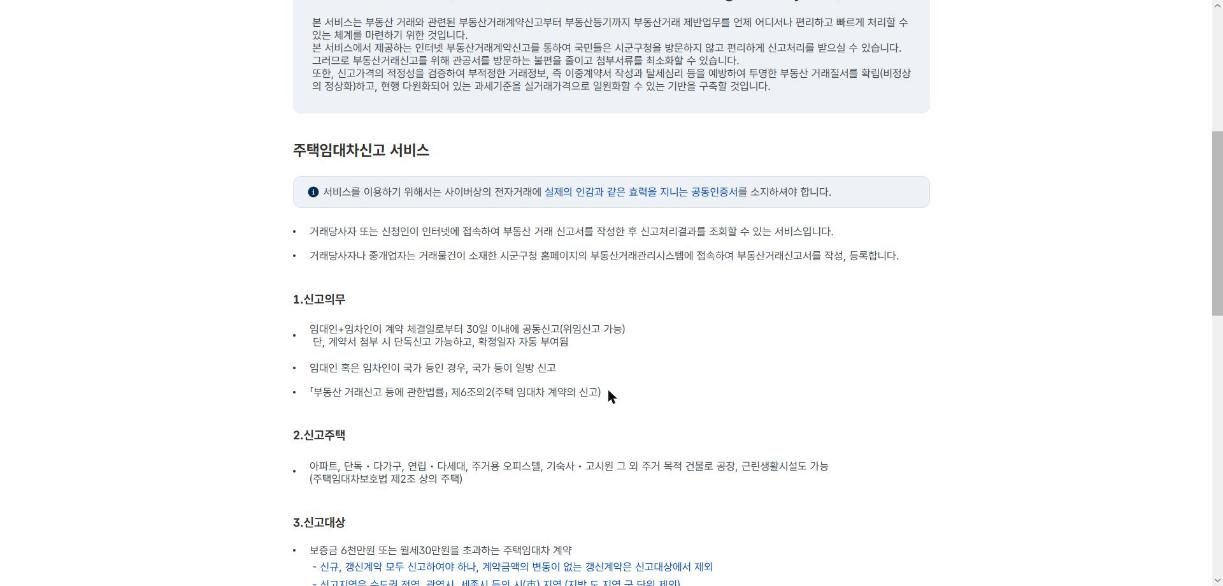 본 서비스는 부동산 거래와 관련된 부동산거래계약신고부터 부동산등기까지 부동산거래 제반업무를 언제 어디서나 편리하고 빠르게 처리할 수
있는 체계를 마련하기 위한 것입니다.
본 서비스에서 제공하는 인터넷 부동산거래계약신고를 통하여 국민들은 시군구청을 방문하지 않고 편리하게 신고처리를 받으실 수 있습니다.
그러므로 부동산거래신고를 위해 관공서를 방문하는 불편을 줄이고 첨부서류를 최소화할 수 있습니다.
또한, 신고가격의 적정성을 검증하여 부적정한 거래정보, 즉 이중계약서 작성과 탈세심리 등을 예방하여 투명한 부동산 거래질서를 확립(비정상
의 정상화)하고, 현행 다원화되어 있는 과세기준을 실거래가격으로 일원화할 수 있는 기반을 구축할 것입니다.
주택임대차신고 서비스
서비스를 이용하기 위해서는 사이버상의 전자거래에 실제의 인감과 같은 효력을 지니는 공동인증서를 소지하셔야 합니다.
• 거래당사자 또는 신청인이 인터넷에 접속하여 부동산 거래 신고서를 작성한 후 신고처리결과를 조회할 수 있는 서비스입니다.
• 거래당사자나 중개업자는 거래물건이 소재한 시군구청 홈페이지의 부동산거래관리시스템에 접속하여 부동산거래신고서를 작성, 등록합니다.
1.신고의무
• 임대인+임차인이 계약 체결일로부터 30일 이내에 공동신고(위임신고 가능)
단, 계약서 첨부 시 단독신고 가능하고, 확정일자 자동 부여됨
• 임대인 혹은 임차인이 국가 등인 경우, 국가 등이 일방 신고
• 「부동산 거래신고 등에 관한법률」 제6조의2(주택 임대차 계약의 신고)
2.신고주택
• 아파트, 단독・다가구, 연립・다세대, 주거용 오피스텔, 기숙사・고시원 그 외 주거 목적 건물로 공장, 근린생활시설도 가능
(주택임대차보호법 제2조 상의 주택)
3.신고대상
• 보증금 6천만원 또는 월세30만원을 초과하는 주택임대차 계약
- 신규, 갱신계약 모두 신고하여야 하나, 계약금액의 변동이 없는 갱신계약은 신고대상에서 제외
- 신고지역은 수도권 전역, 광역시, 세종시 등의 시(市) 지역 (지방 도 지역 군 단위 제외)